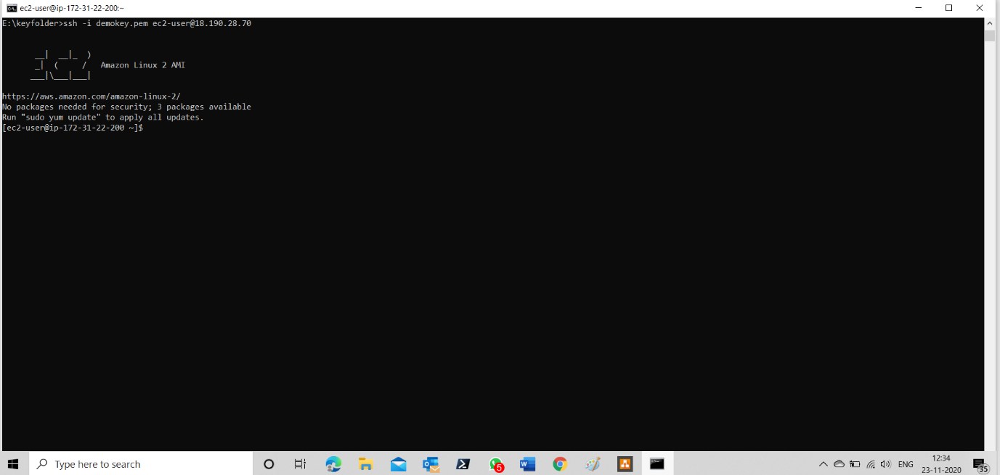 ec2-user@ip-172-31-22-200:~
E:\keyfolder>ssh -i demokey.pem ec2-user@18.190.28.70
       __|  __|_  )
       _|  (     /   Amazon Linux 2 AMI
      ___|\___|___|
https://aws.amazon.com/amazon-linux-2/
No packages needed for security; 3 packages available
Run "sudo yum update" to apply all updates.
[ec2-user@ip-172-31-22-200 ~]$
Type here to search
5
ENG
12:34
23-11-2020
35